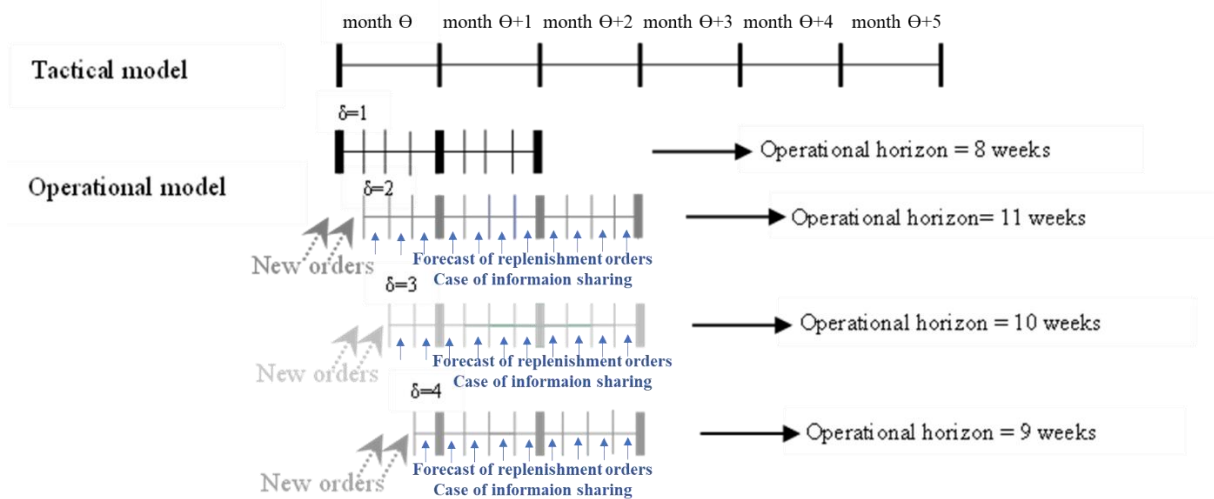 month Ө month Ө+1 month Ө+2 month Ө+3 month Ө+4 month Ө+5
Tactical model
δ=1
Operational horizon = 8 weeks
Operational model
δ=2
Operational horizon= 11 weeks
New orders
Forecast of replenishment orders
Case of informaion sharing
δ=3
Operational horizon = 10 weeks
New orders
Forecast of replenishment orders
Case of informaion sharing
δ=4
Operational horizon = 9 weeks
New orders
Forecast of replenishment orders
Case of informaion sharing